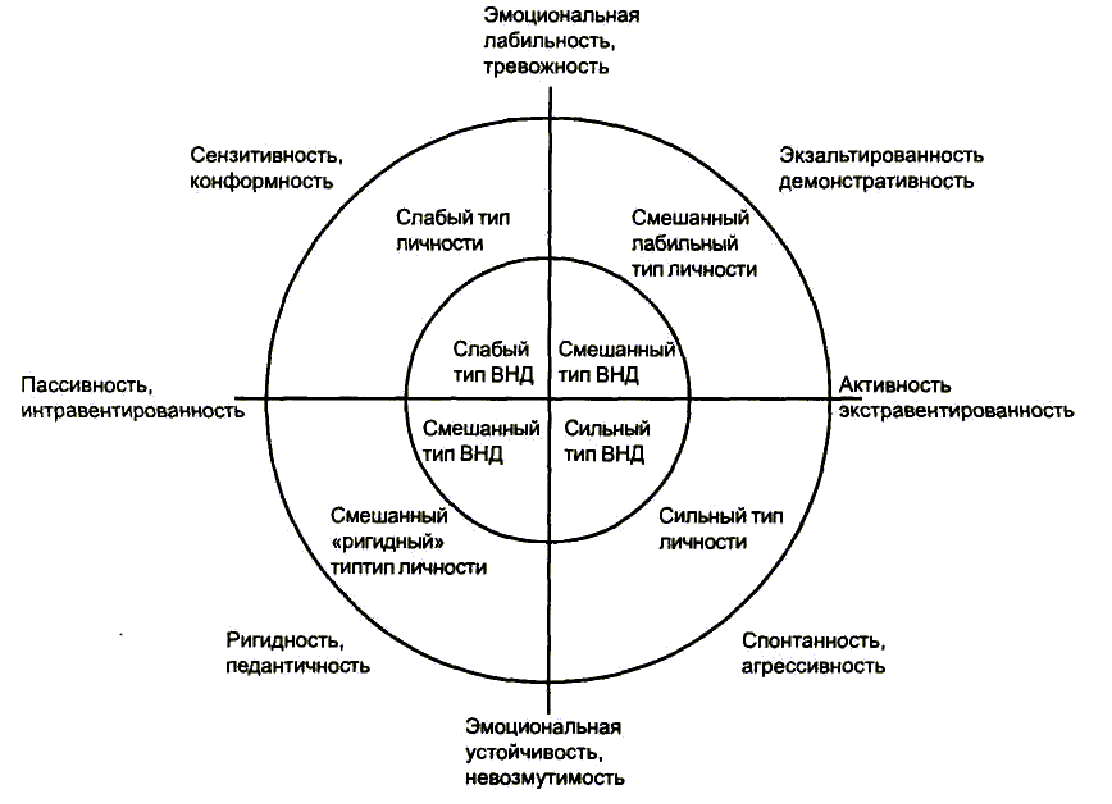 Эмоциональная
лабильность,
тревожность
Сензитивность,
конформность
Экзальтированность
демонстративность
Слабый тип
личности
Смешанный
лабильный
тип личности
Слабый
тип ВНД
Смешанный
тип ВНД
Пассивность,
интравентированность
Активность
экстравентированность
Смешанный
тип ВНД
Сильный
тип ВНД
Смешанный
«ригидный»
типтип личности
Сильный тип
личности
Ригидность,
педантичность
Спонтанность,
агрессивность
Эмоциональная
устойчивость,
невозмутимость